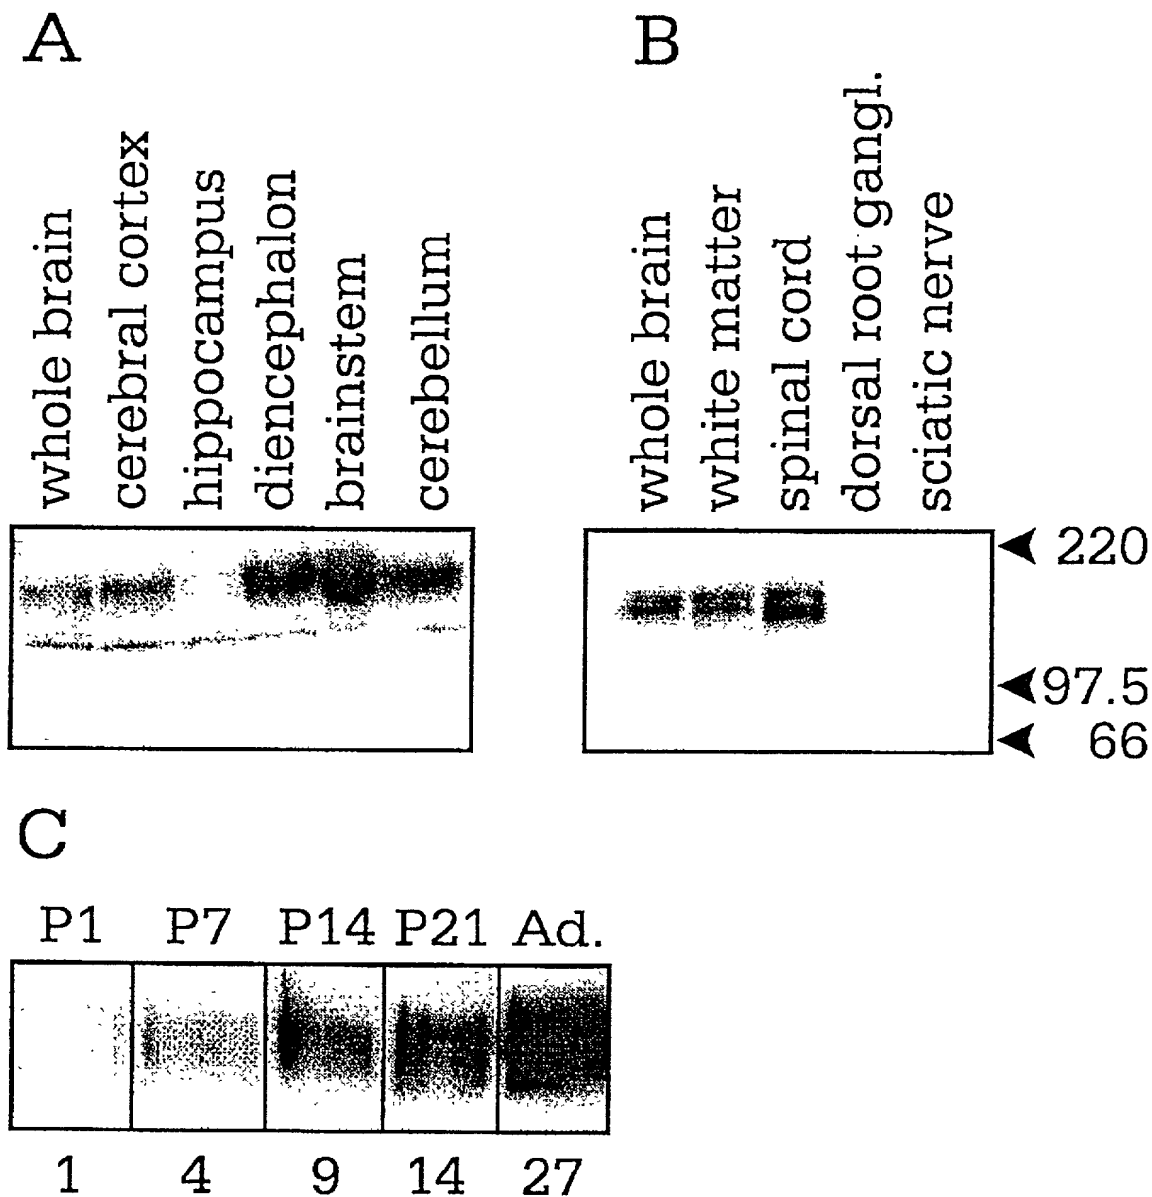 A
whole brain
cerebral cortex
hippocampus
diencephalon
brainstem
cerebellum
B
whole brain
white matter
spinal cord
dorsal root gangl.
sciatic nerve
220
97.5
66
C
P1 P7 P14 P21 Ad.
1 4 9 14 27